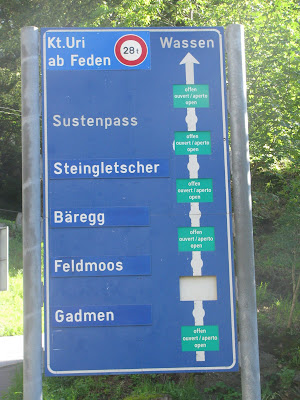 Kt.Uri
ab Feden
28t
Wassen
offen
ouvert/aperto
open
Sustenpass
offen
ouvert/aperto
open
Steingletscher
offen
ouvert/aperto
open
Bäregg
offen
ouvert/aperto
open
Feldmoos
Gadmen
offen
ouvert/aperto
open